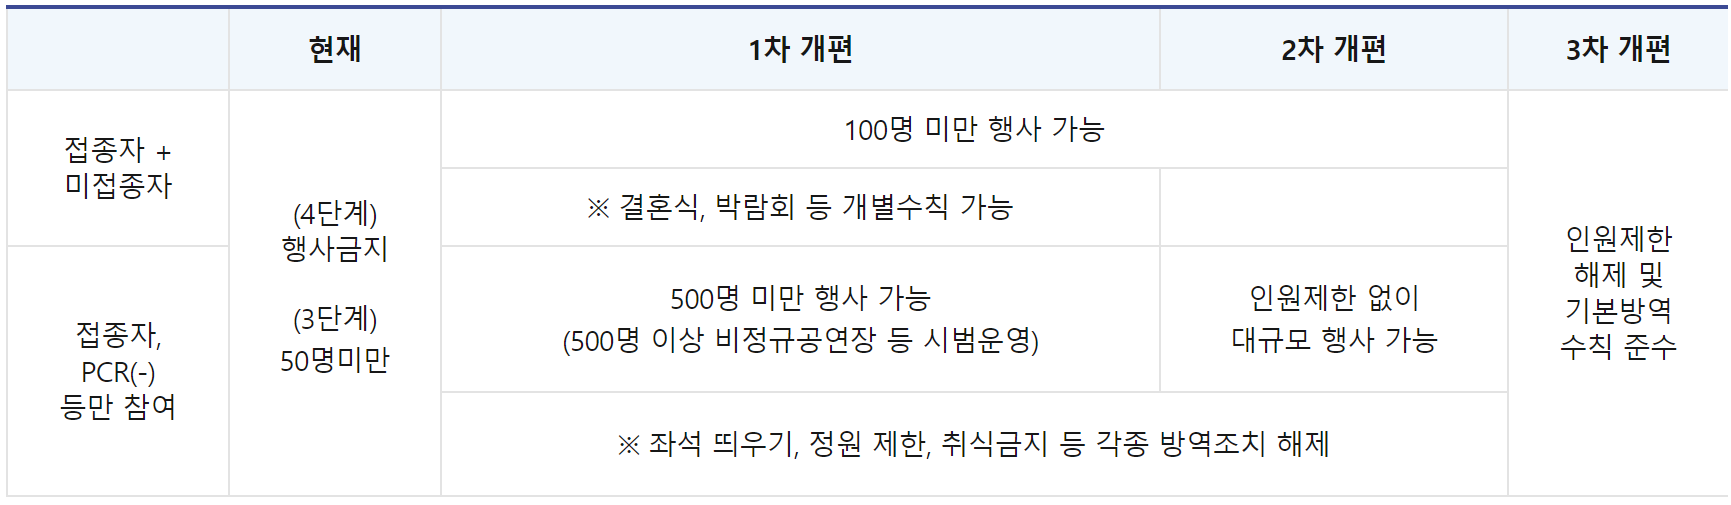 현재
1차 개편
2차 개편
3차 개편
접종자 +
미접종자
(4단계)
행사금지
(3단계)
50명미만
100명 미만 행사 가능
※ 결혼식, 박람회 등 개별수칙 가능
인원제한
해제 및
기본방역
수칙 준수
접종자,
PCR(-)
등만 참여
500명 미만 행사 가능
(500명 이상 비정규공연장 등 시범운영)
인원제한 없이
대규모 행사 가능
※ 좌석 띄우기, 정원 제한, 취식금지 등 각종 방역조치 해제